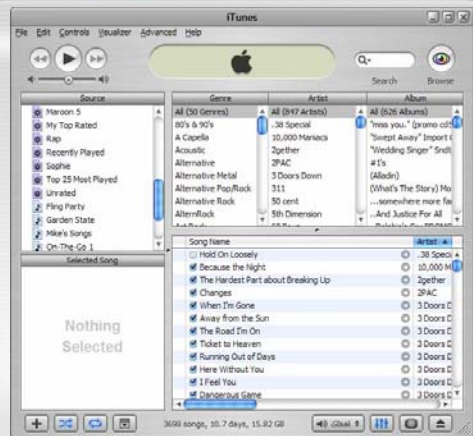 iTunes
File Edit Controls Visualizer Advanced Help
Search
Browse
Source
Maroon 5
My Top Rated
Rap
Recently Played
Sophie
Top 25 Most Played
Unrated
Fling Party
Garden State
Mike's Songs
On-The-Go 1
Genre
All (50 Genres)
80's & 90's
A Capella
Acoustic
Alternative
Alternative Metal
Alternative Pop/Rock
Alternative Rock
AlternRock
Artist
All (847 Artists)
.38 Special
10,000 Maniacs
2gether
2PAC
3 Doors Down
311
50 cent
5th Dimension
Album
All (626 Albums)
"miss you." (promo cds
"Swept Away" Import
"Wedding Singer" Sndt
#1's
(Alladin)
(What's The Story) Mo
...somewhere more fa
..And Justice For All
Selected Song
Nothing
Selected
Song Name Artist
Hold On Loosely .38 Specia
Because the Night 10,000 M
The Hardest Part about Breaking Up 2gether
Changes 2PAC
When I'm Gone 3 Doors D
Away from the Sun 3 Doors D
The Road I'm On 3 Doors D
Ticket to Heaven 3 Doors D
Running Out of Days 3 Doors D
Here Without You 3 Doors D
I Feel You 3 Doors D
Dangerous Game 3 Doors D
3698 songs, 10.7 days, 15.82 GB